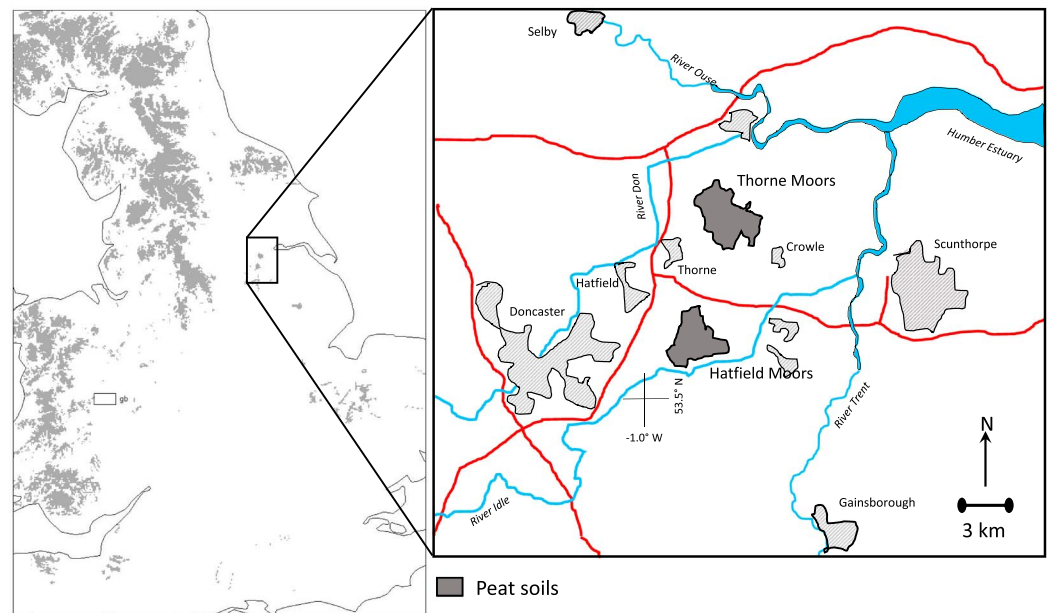 Selby
River Ouse
Humber Estuary
River Don
Thorne Moors
Crowle
Scunthorpe
Thorne
Hatfield
Doncaster
Hatfield Moors
53.5° N
-1.0° W
River Trent
N
River Idle
Gainsborough
3 km
gb
Peat soils